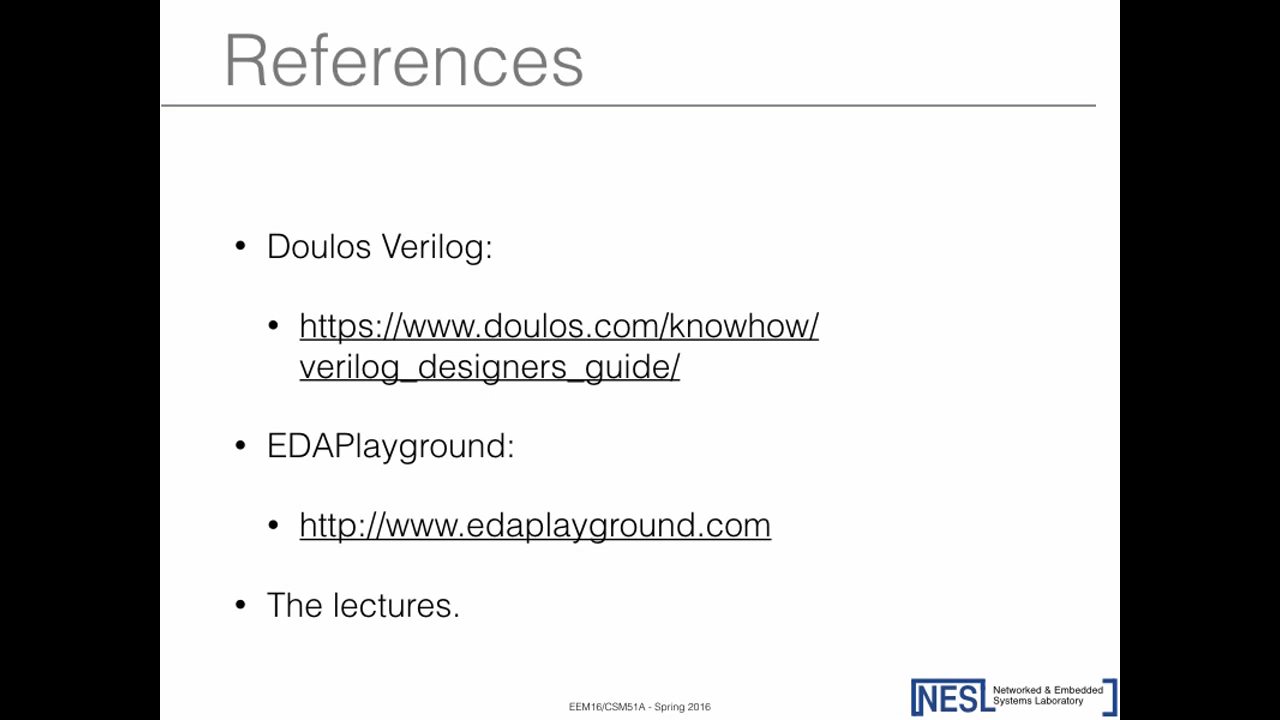 References
• Doulos Verilog:
• https://www.doulos.com/knowhow/
verilog_designers_guide/
• EDAPlayground:
• http://www.edaplayground.com
• The lectures.
EEM16/CSM51A - Spring 2016
NESL Networked & Embedded
Systems Laboratory